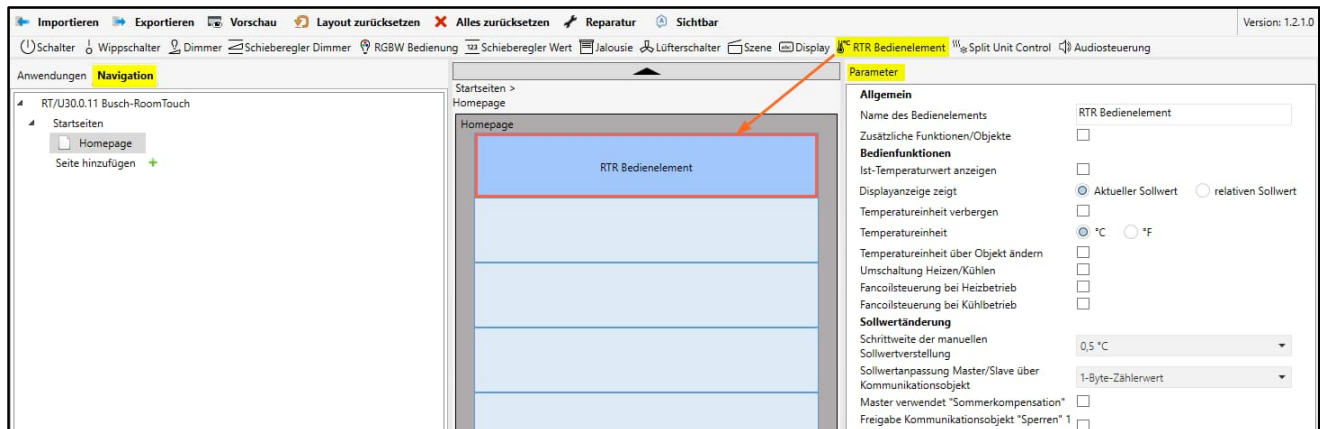 Importieren Exportieren Vorschau Layout zurücksetzen Alles zurücksetzen Reparatur Sichtbar Version: 1.2.1.0
Schalter Wippschalter Dimmer Schieberegler Dimmer RGBW Bedienung Schieberegler Wert Jalousie Lüfterschalter Szene Display RTR Bedienelement Split Unit Control Audiosteuerung
Anwendungen Navigation
RT/U30.0.11 Busch-RoomTouch
Startseiten
Homepage
Seite hinzufügen
Startseiten >
Homepage
Homepage
RTR Bedienelement
Parameter
Allgemein
Name des Bedienelements RTR Bedienelement
Zusätzliche Funktionen/Objekte
Bedienfunktionen
Ist-Temperaturwert anzeigen
Displayanzeige zeigt Aktueller Sollwert relativen Sollwert
Temperatureinheit verbergen
Temperatureinheit °C °F
Temperatureinheit über Objekt ändern
Umschaltung Heizen/Kühlen
Fancoilsteuerung bei Heizbetrieb
Fancoilsteuerung bei Kühlbetrieb
Sollwertänderung
Schrittweite der manuellen
Sollwertverstellung 0,5 °C
Sollwertanpassung Master/Slave über
Kommunikationsobjekt 1-Byte-Zählerwert
Master verwendet "Sommerkompensation"
Freigabe Kommunikationsobjekt "Sperren" 1